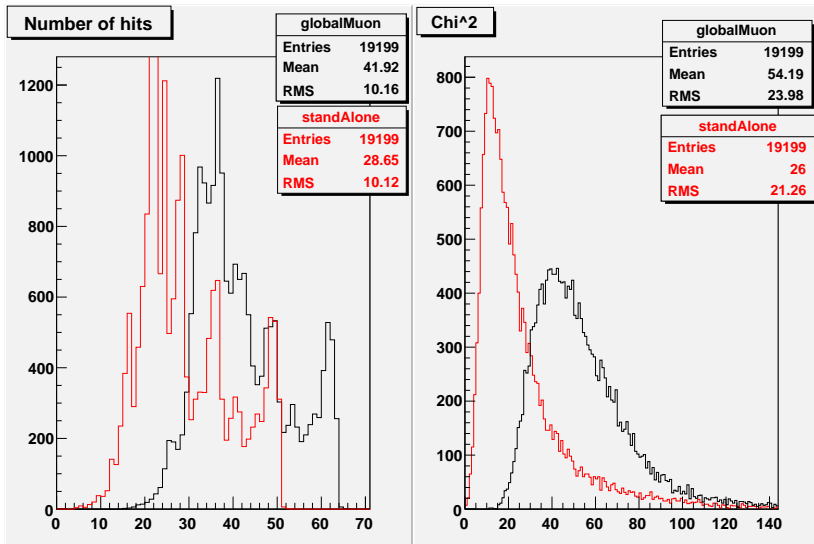 Number of hits
globalMuon
Entries 19199
Mean 41.92
RMS 10.16
standAlone
Entries 19199
Mean 28.65
RMS 10.12
1200
1000
800
600
400
200
0
0 10 20 30 40 50 60 70
Chi^2
globalMuon
Entries 19199
Mean 54.19
RMS 23.98
standAlone
Entries 19199
Mean 26
RMS 21.26
800
700
600
500
400
300
200
100
0
0 20 40 60 80 100 120 140